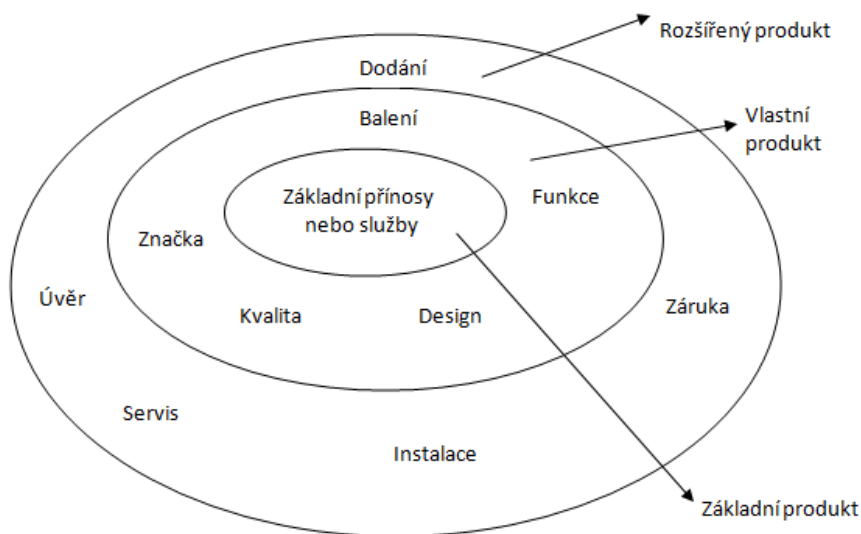 Rozšířený produkt
Dodání
Balení
Vlastní
produkt
Základní přínosy
nebo služby
Funkce
Značka
Úvěr
Kvalita
Design
Záruka
Servis
Instalace
Základní produkt